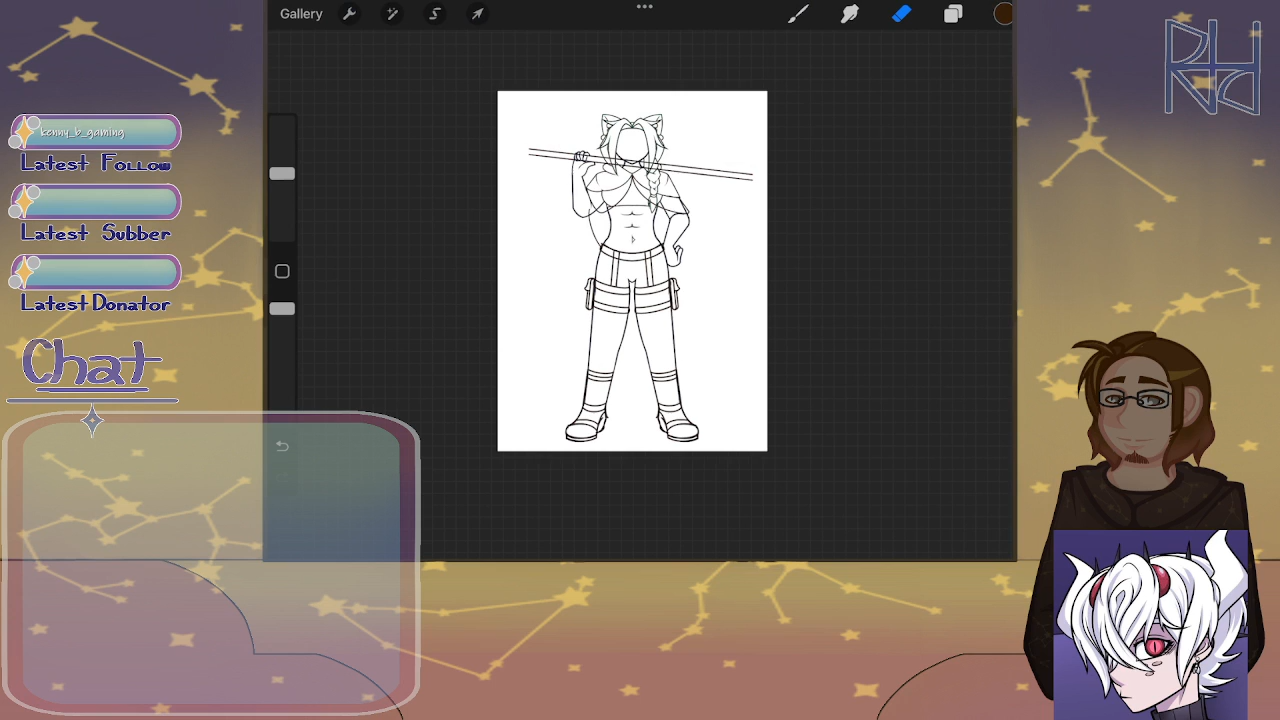 Gallery
kenny_b_gaming
Latest Follow
Latest Subber
Latest Donator
Chat